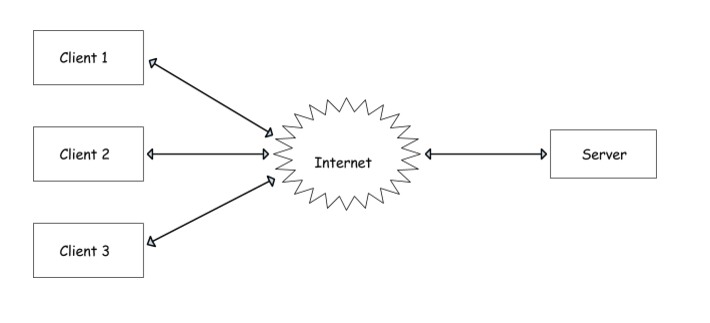 Client 1
Client 2
Internet
Server
Client 3